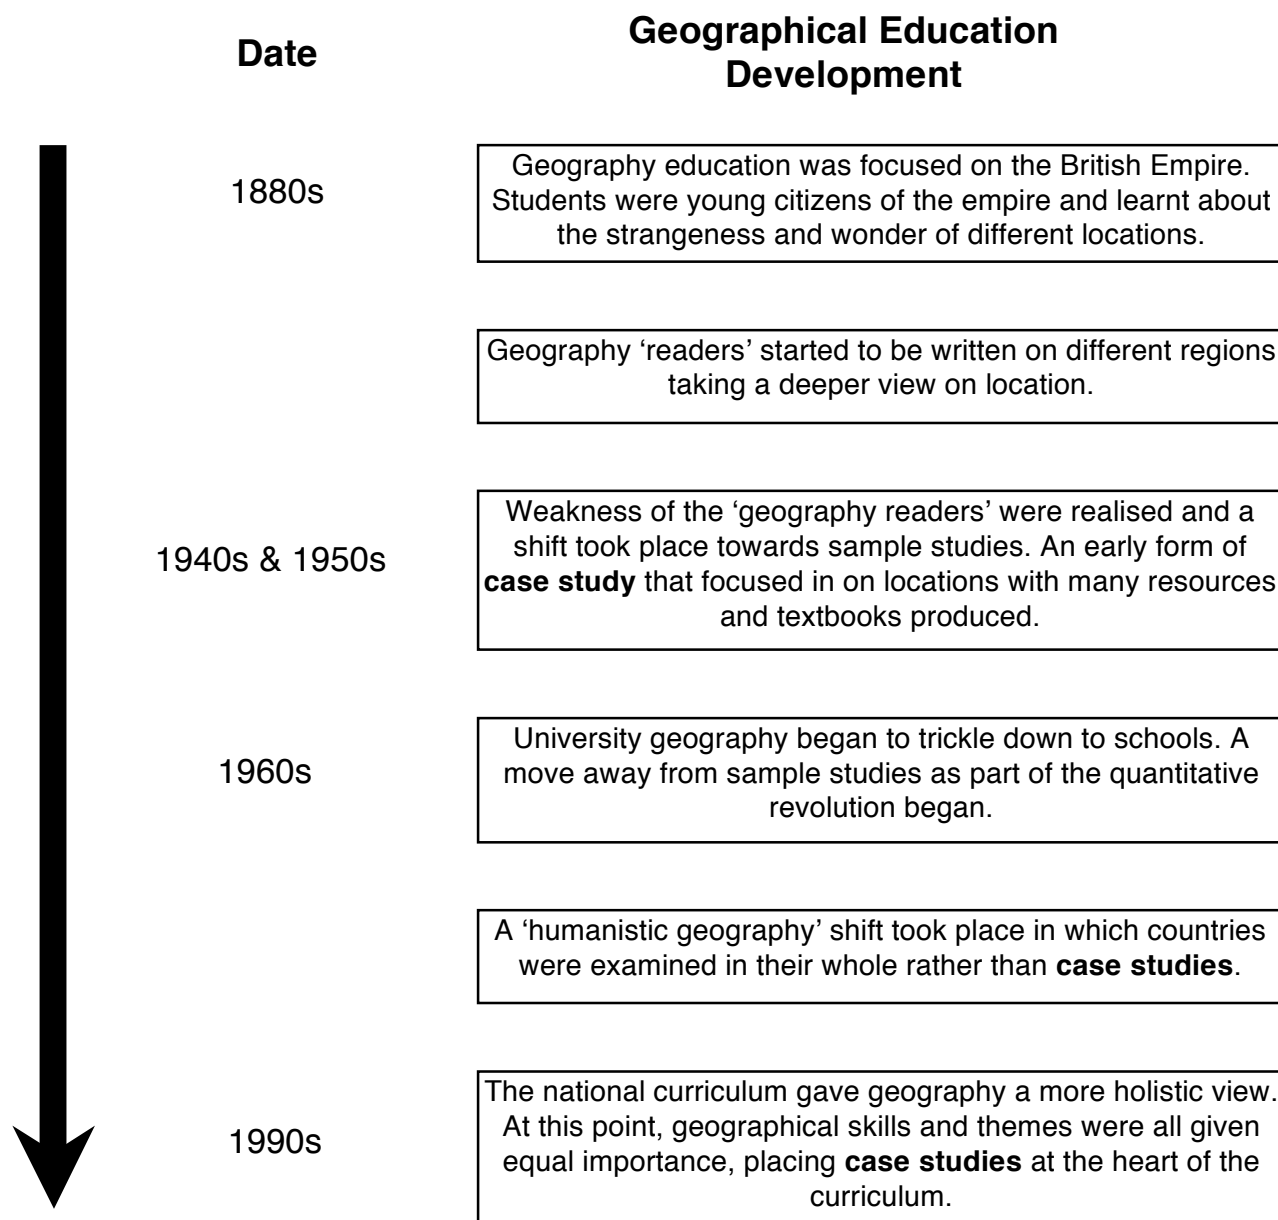 Date
Geographical Education
Development
1880s
Geography education was focused on the British Empire.
Students were young citizens of the empire and learnt about
the strangeness and wonder of different locations.
Geography ‘readers’ started to be written on different regions
taking a deeper view on location.
1940s & 1950s
Weakness of the ‘geography readers’ were realised and a
shift took place towards sample studies. An early form of
case study that focused in on locations with many resources
and textbooks produced.
1960s
University geography began to trickle down to schools. A
move away from sample studies as part of the quantitative
revolution began.
A ‘humanistic geography’ shift took place in which countries
were examined in their whole rather than case studies.
1990s
The national curriculum gave geography a more holistic view.
At this point, geographical skills and themes were all given
equal importance, placing case studies at the heart of the
curriculum.